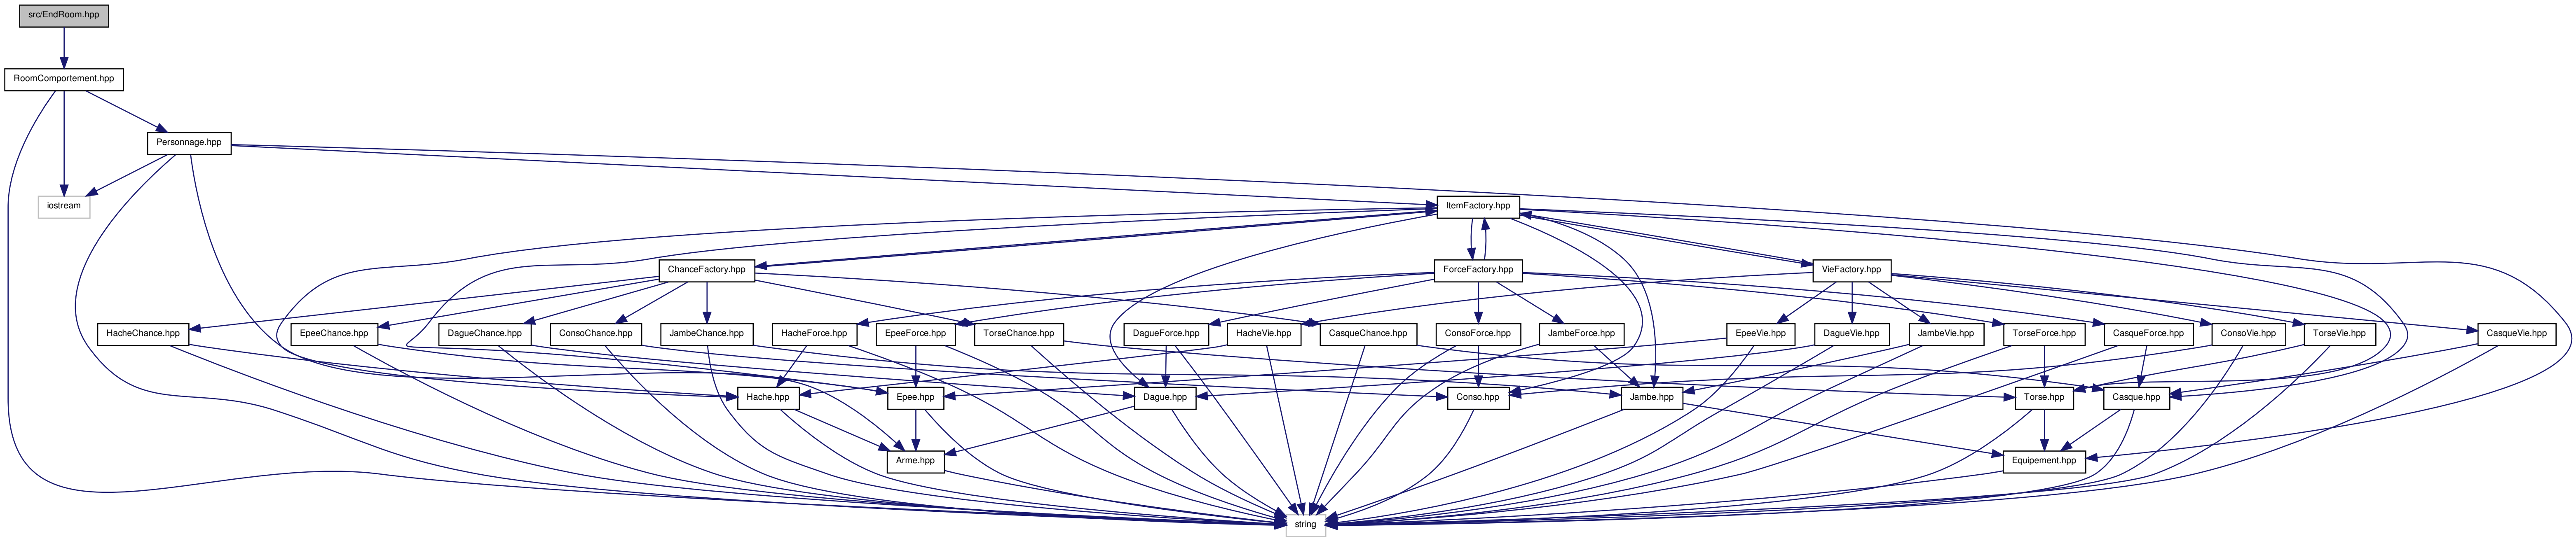 src/EndRoom.hpp
RoomComportement.hpp
Personnage.hpp
iostream
ItemFactory.hpp
ChanceFactory.hpp
ForceFactory.hpp
VieFactory.hpp
HacheChance.hpp
EpeeChance.hpp
DagueChance.hpp
ConsoChance.hpp
JambeChance.hpp
HacheForce.hpp
EpeeForce.hpp
TorseChance.hpp
DagueForce.hpp
HacheVie.hpp
CasqueChance.hpp
ConsoForce.hpp
JambeForce.hpp
EpeeVie.hpp
DagueVie.hpp
JambeVie.hpp
TorseForce.hpp
CasqueForce.hpp
ConsoVie.hpp
TorseVie.hpp
CasqueVie.hpp
Hache.hpp
Epee.hpp
Dague.hpp
Conso.hpp
Jambe.hpp
Torse.hpp
Casque.hpp
Arme.hpp
Equipement.hpp
string